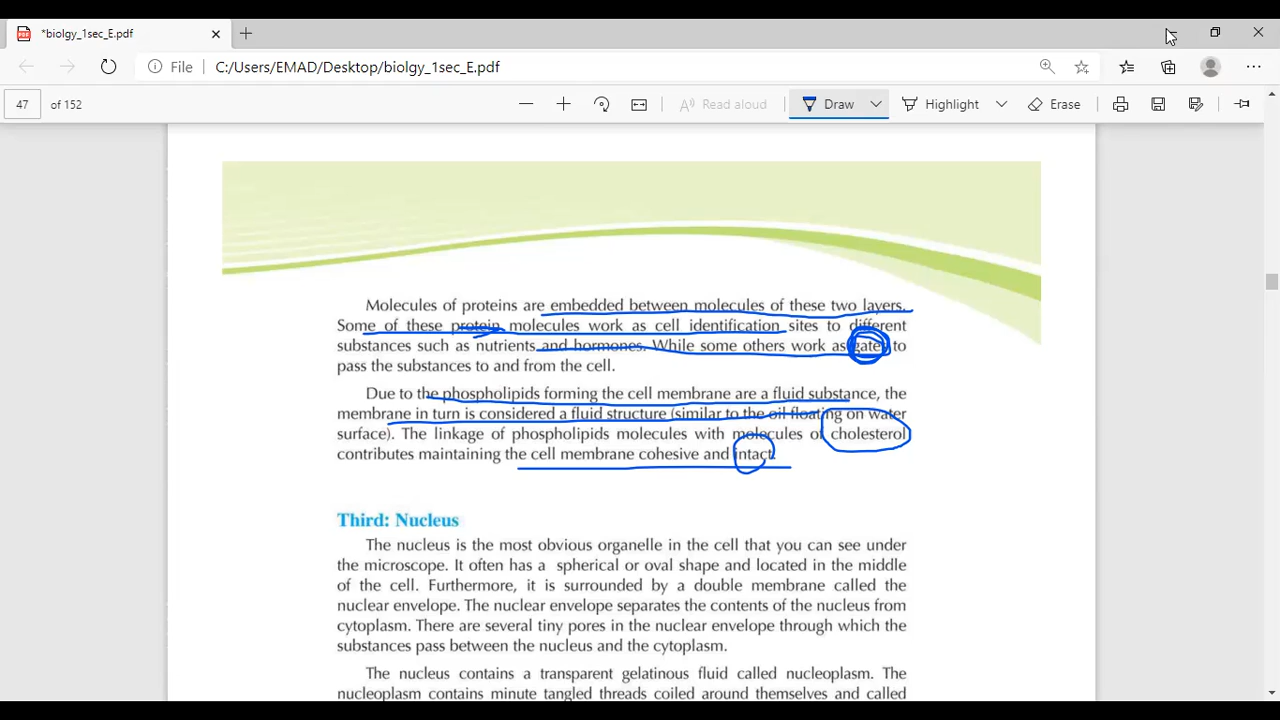 *biolgy_1sec_E.pdf
File C:/Users/EMAD/Desktop/biolgy_1sec_E.pdf
47 of 152 Read aloud Draw Highlight Erase
Molecules of proteins are embedded between molecules of these two layers.
Some of these protein molecules work as cell identification sites to different
substances such as nutrients and hormones. While some others work as gates to
pass the substances to and from the cell.
Due to the phospholipids forming the cell membrane are a fluid substance, the
membrane in turn is considered a fluid structure (similar to the oil floating on water
surface). The linkage of phospholipids molecules with molecules of cholesterol
contributes maintaining the cell membrane cohesive and intact.
Third: Nucleus
The nucleus is the most obvious organelle in the cell that you can see under
the microscope. It often has a spherical or oval shape and located in the middle
of the cell. Furthermore, it is surrounded by a double membrane called the
nuclear envelope. The nuclear envelope separates the contents of the nucleus from
cytoplasm. There are several tiny pores in the nuclear envelope through which the
substances pass between the nucleus and the cytoplasm.
The nucleus contains a transparent gelatinous fluid called nucleoplasm. The
nucleoplasm contains minute tangled threads coiled around themselves and called